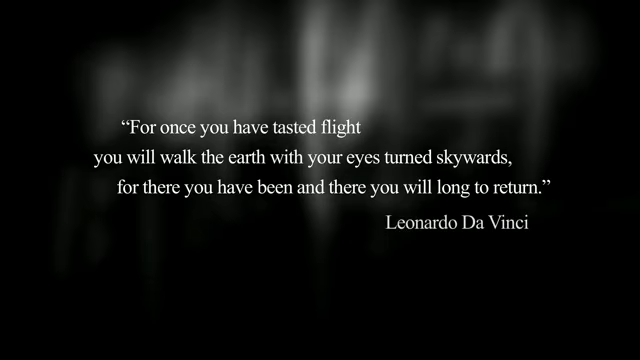 “For once you have tasted flight
you will walk the earth with your eyes turned skywards,
for there you have been and there you will long to return.”
Leonardo Da Vinci